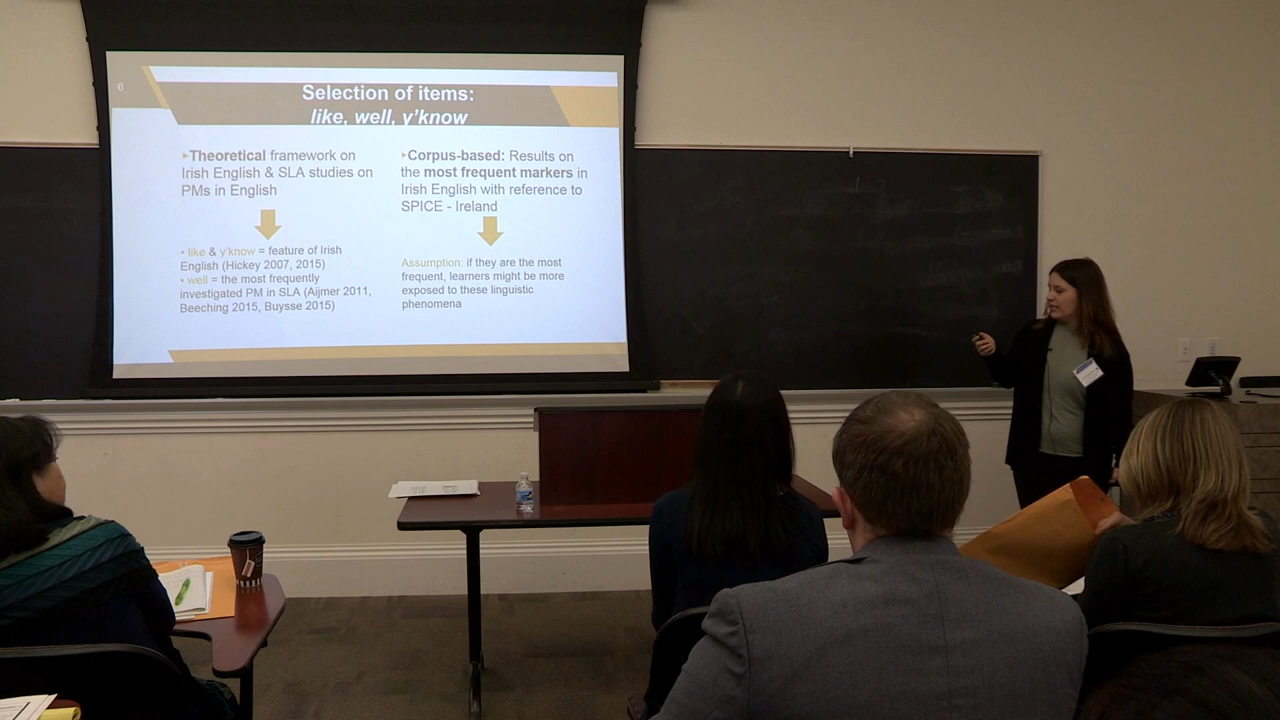 6
Selection of items:
like, well, y'know
▸Theoretical framework on
Irish English & SLA studies on
PMs in English
• like & y'know = feature of Irish
English (Hickey 2007, 2015)
• well = the most frequently
investigated PM in SLA (Aijmer 2011,
Beeching 2015, Buysse 2015)
▸Corpus-based: Results on
the most frequent markers in
Irish English with reference to
SPICE - Ireland
Assumption: if they are the most
frequent, learners might be more
exposed to these linguistic
phenomena